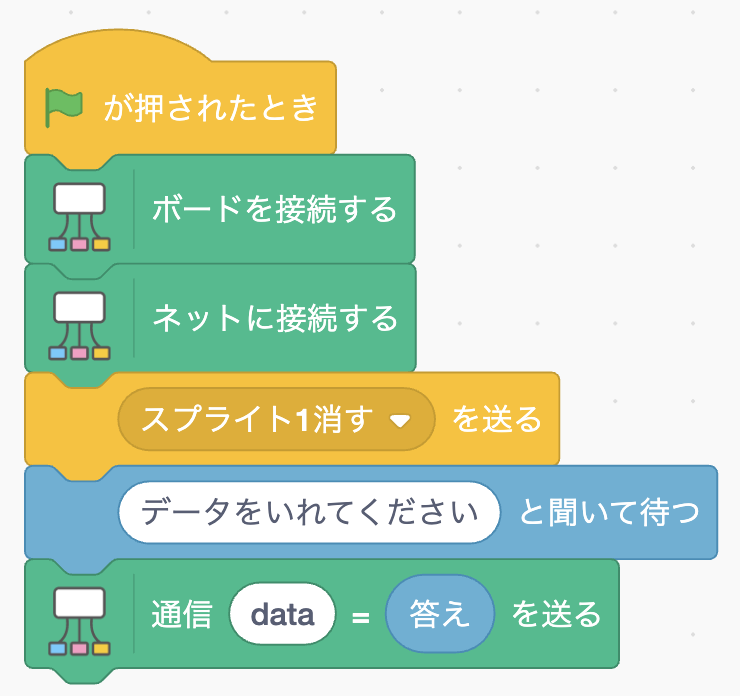 が押されたとき
ボードを接続する
ネットに接続する
スプライト1消す を送る
データをいれてください と聞いて待つ
通信 data = 答え を送る